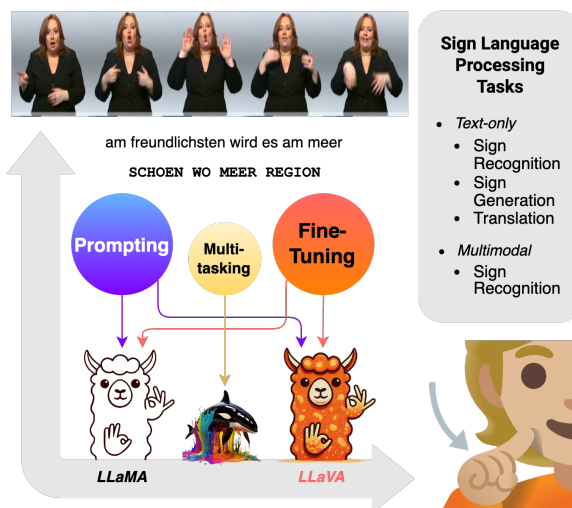 am freundlichsten wird es am meer
SCHOEN WO MEER REGION
Prompting
Multi-
tasking
Fine-
Tuning
LLaMA
LLaVA
Sign Language
Processing
Tasks
• Text-only
• Sign
Recognition
• Sign
Generation
• Translation
• Multimodal
• Sign
Recognition